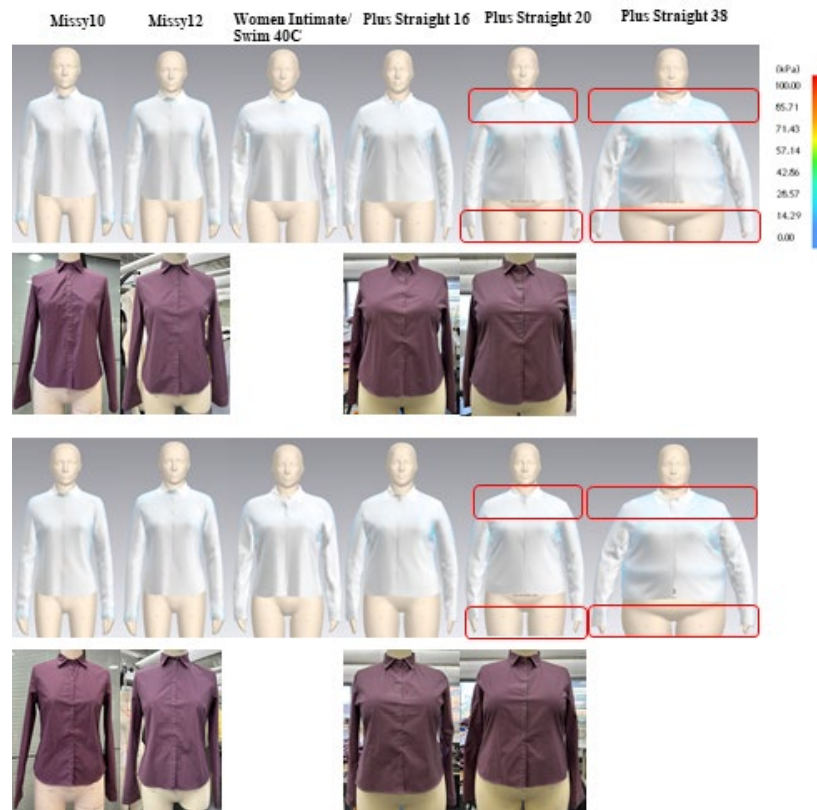 Missy10
Missy12
Women Intimate/
Swim 40C
Plus Straight 16
Plus Straight 20
Plus Straight 38
(kPa)
100.00
85.71
71.43
57.14
42.86
28.57
14.29
0.00